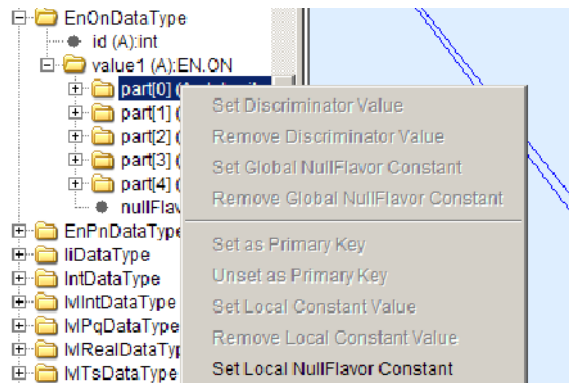 EnOnDataType
id (A):int
value1 (A):EN.ON
part[0] (
part[1] (
part[2] (
part[3] (
part[4] (
nullFlav
EnPnDataType
IiDataType
IntDataType
IvlIntDataType
IvlPqDataType
IvlRealDataTyp
IvlTsDataType
Set Discriminator Value
Remove Discriminator Value
Set Global NullFlavor Constant
Remove Global NullFlavor Constant
Set as Primary Key
Unset as Primary Key
Set Local Constant Value
Remove Local Constant Value
Set Local NullFlavor Constant